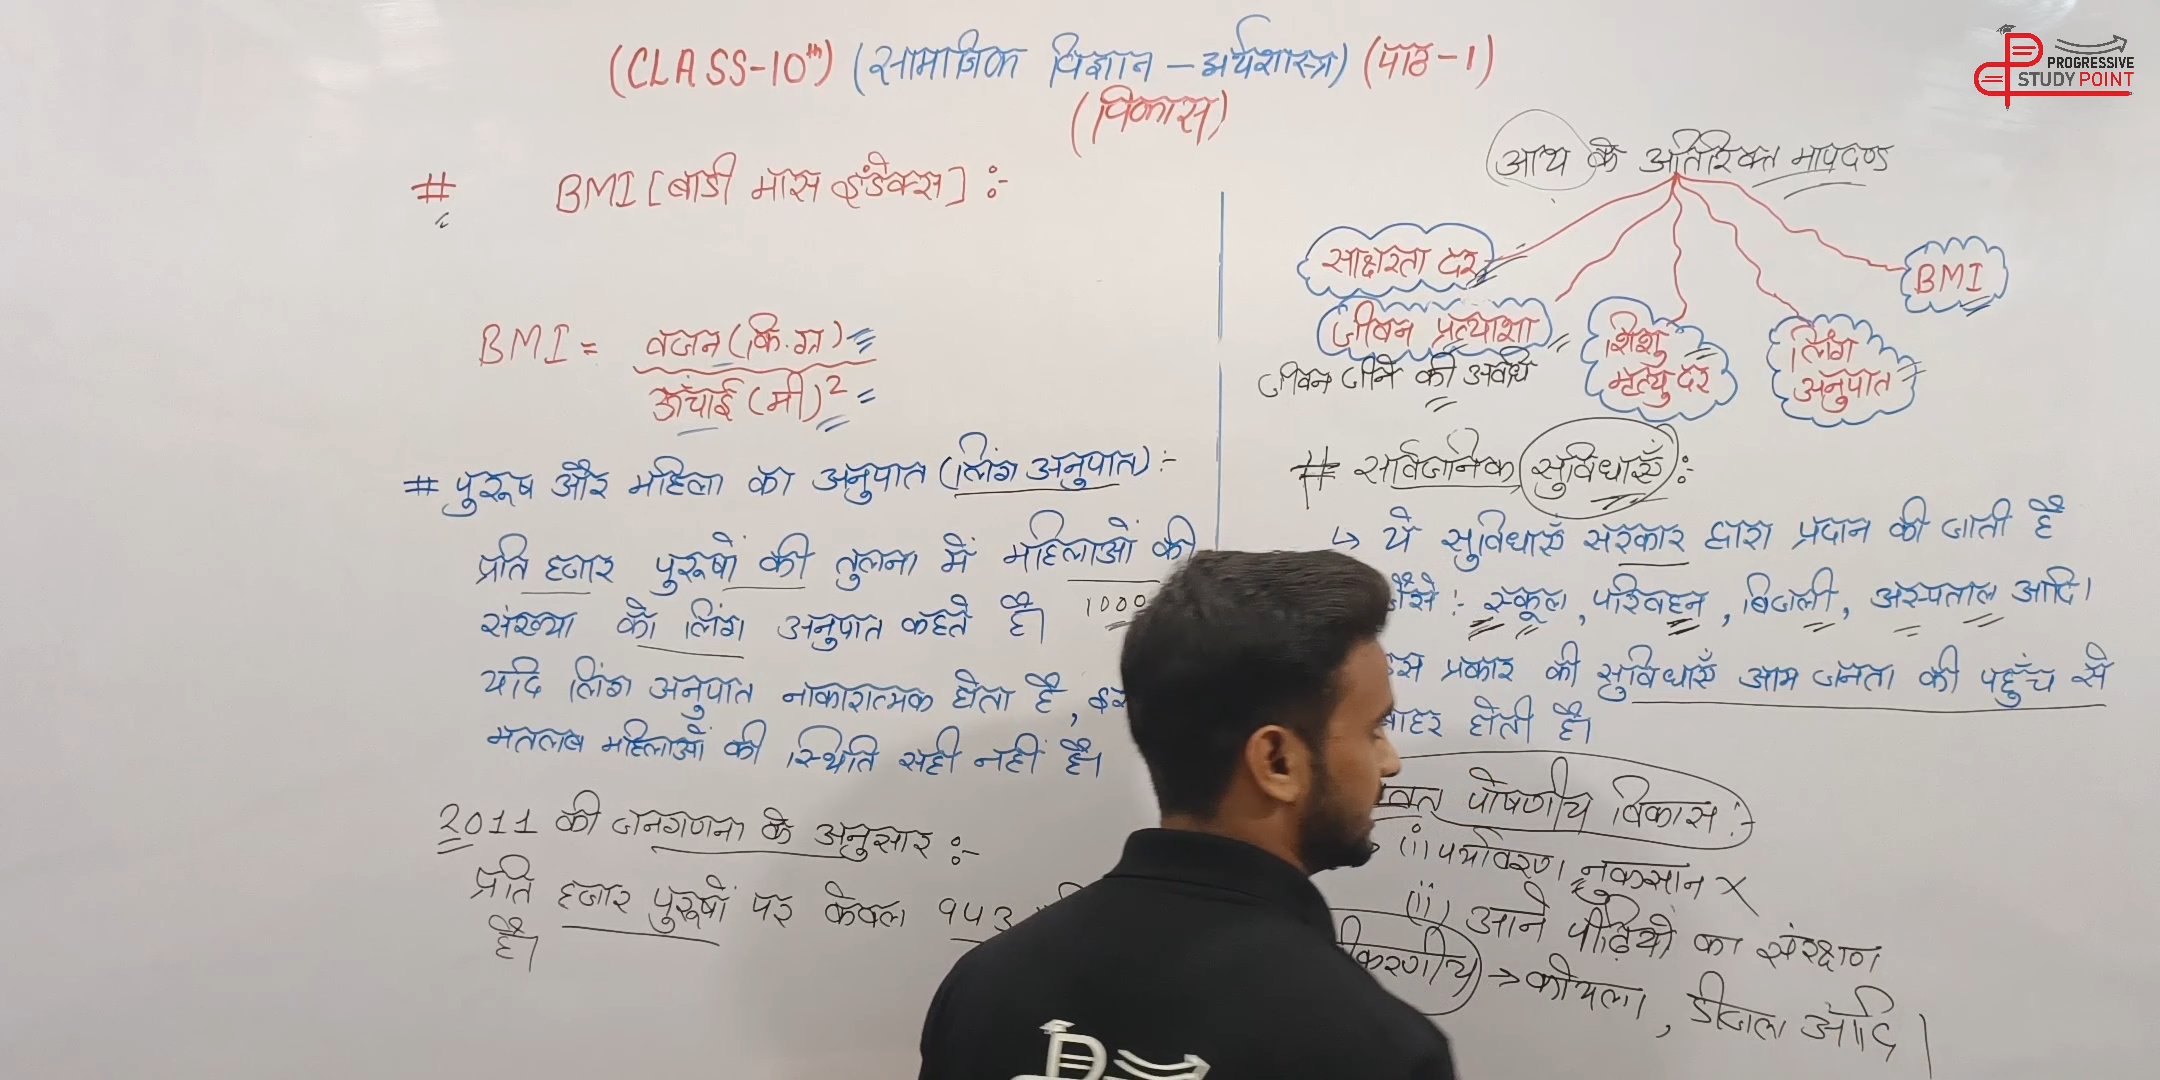 (CLASS-10th) (सामाजिक विज्ञान - अर्थशास्त्र) (पाठ-1)
(विकास)
PROGRESSIVE
STUDY POINT
# BMI [बाडी मास इंडेक्स] :-
BMI = वजन (कि.ग्रा)
ऊँचाई (मी)²
# पुरूष और महिला का अनुपात (लिंग अनुपात) :-
प्रति हजार पुरूषों की तुलना में महिलाओं की
संख्या को लिंग अनुपात कहते है। 1000
यदि लिंग अनुपात नाकारात्मक होता है,
मतलब महिलाओं की स्थिति सही नहीं है।
2011 की जनगणना के अनुसार :-
प्रति हजार पुरूषों पर केवल 943
है।
आय के अतिरिक्त मापदण्ड
साक्षरता दर
जीवन प्रत्याशा
जीवन जीने की अवधि
शिशु
मृत्यु दर
लिंग
अनुपात
BMI
# सार्वजनिक सुविधाएँ :-
↳ ये सुविधाएँ सरकार द्वारा प्रदान की जाती है
जैसे :- स्कूल, परिवहन, बिजली, अस्पताल आदि।
इस प्रकार की सुविधाएँ आम जनता की पहुँच से
बाहर होती है।
पोषणीय विकास :-
(i) पर्यावरण नुकसान X
(ii) आने पीढ़ियों का संरक्षण
→ कोयला, डीजल आदि।